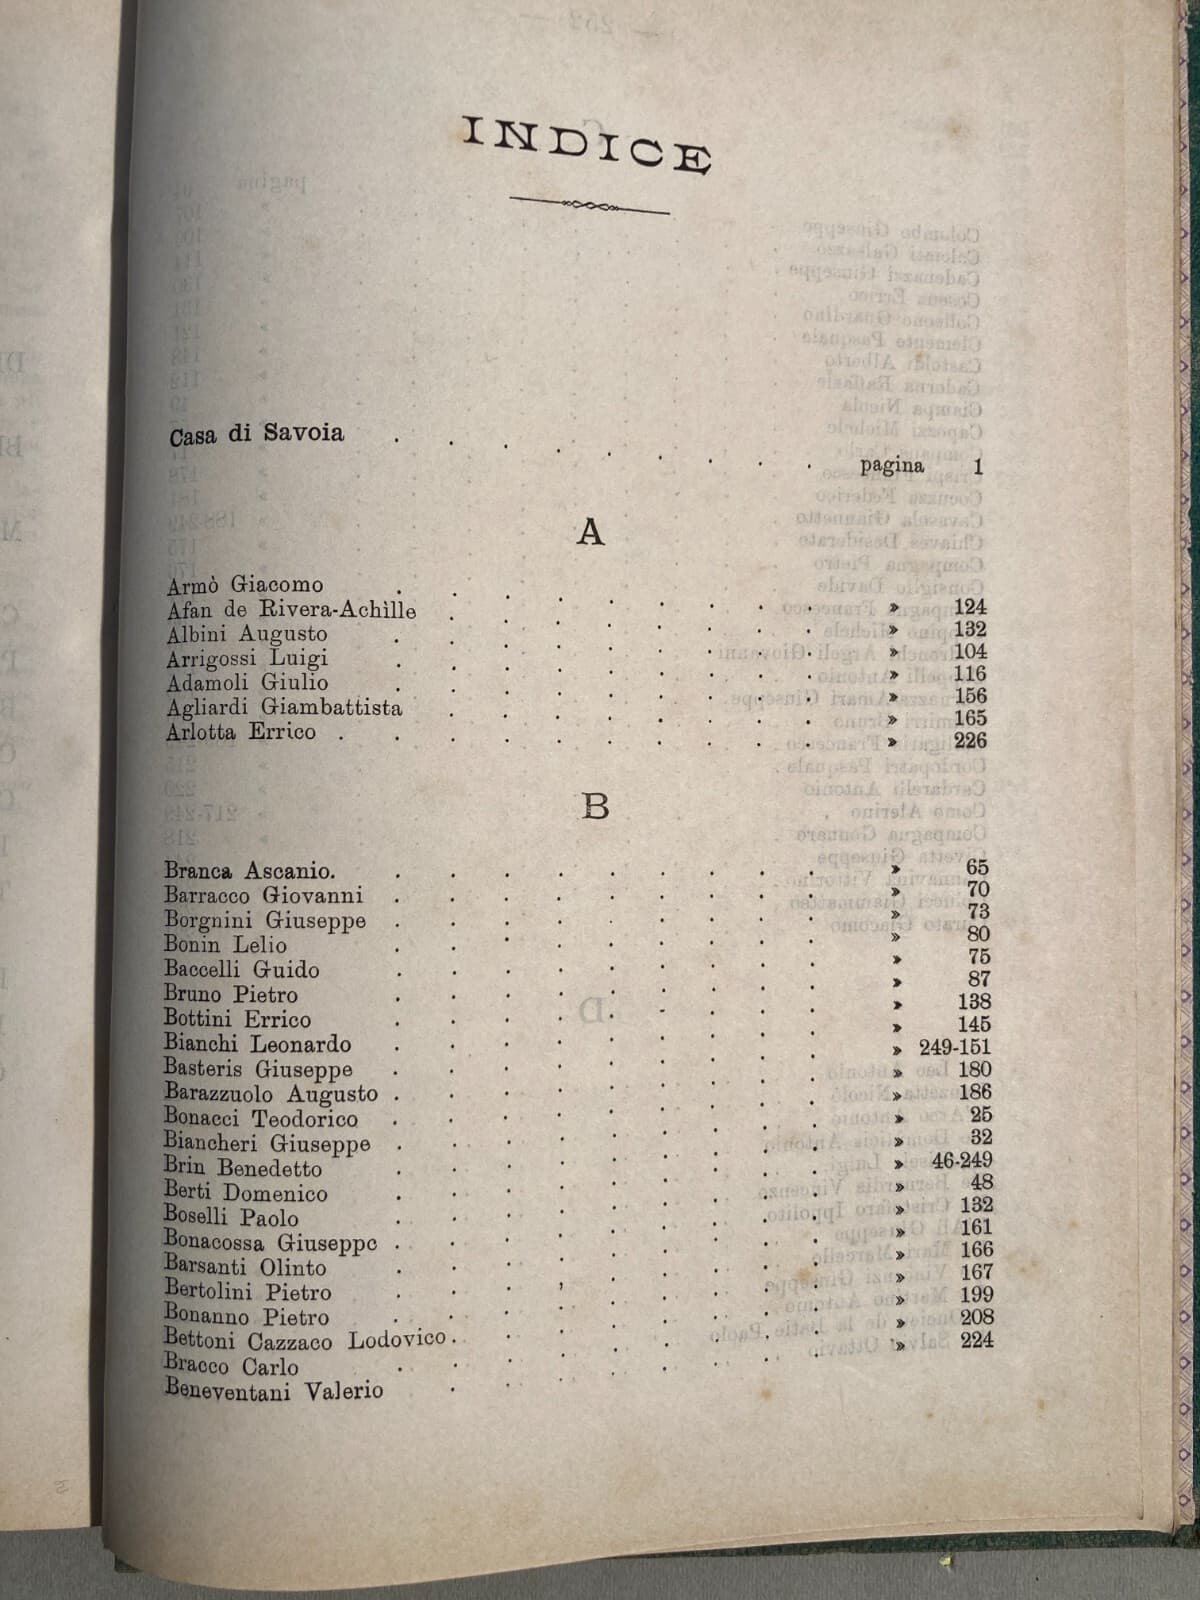 INDICE
Casa di Savoia . . . . . . . . . pagina 1
A
Armò Giacomo . . . . . . . . . » 124
Afan de Rivera-Achille . . . . . . . . » 132
Albini Augusto . . . . . . . . . » 104
Arrigossi Luigi . . . . . . . . . » 116
Adamoli Giulio . . . . . . . . . » 156
Agliardi Giambattista . . . . . . . . » 165
Arlotta Errico . . . . . . . . . . » 226
B
Branca Ascanio. . . . . . . . . . » 65
Barracco Giovanni . . . . . . . . . » 70
Borgnini Giuseppe . . . . . . . . . » 73
Bonin Lelio . . . . . . . . . » 80
Baccelli Guido . . . . . . . . . » 75
Bruno Pietro . . . . . . . . . » 87
Bottini Errico . . . . . . . . . » 138
Bianchi Leonardo . . . . . . . . . » 145
Basteris Giuseppe . . . . . . . . . » 249-151
Barazzuolo Augusto . . . . . . . . . » 180
Bonacci Teodorico . . . . . . . . . » 186
Biancheri Giuseppe . . . . . . . . . » 25
Brin Benedetto . . . . . . . . . » 32
Berti Domenico . . . . . . . . . » 46-249
Boselli Paolo . . . . . . . . . » 48
Bonacossa Giuseppe . . . . . . . . . » 132
Barsanti Olinto . . . . . . . . . » 161
Bertolini Pietro . . . . . . . . . » 166
Bonanno Pietro . . . . . . . . . » 167
Bettoni Cazzaco Lodovico . . . . . . . . » 199
Bracco Carlo . . . . . . . . . » 208
Beneventani Valerio . . . . . . . . » 224